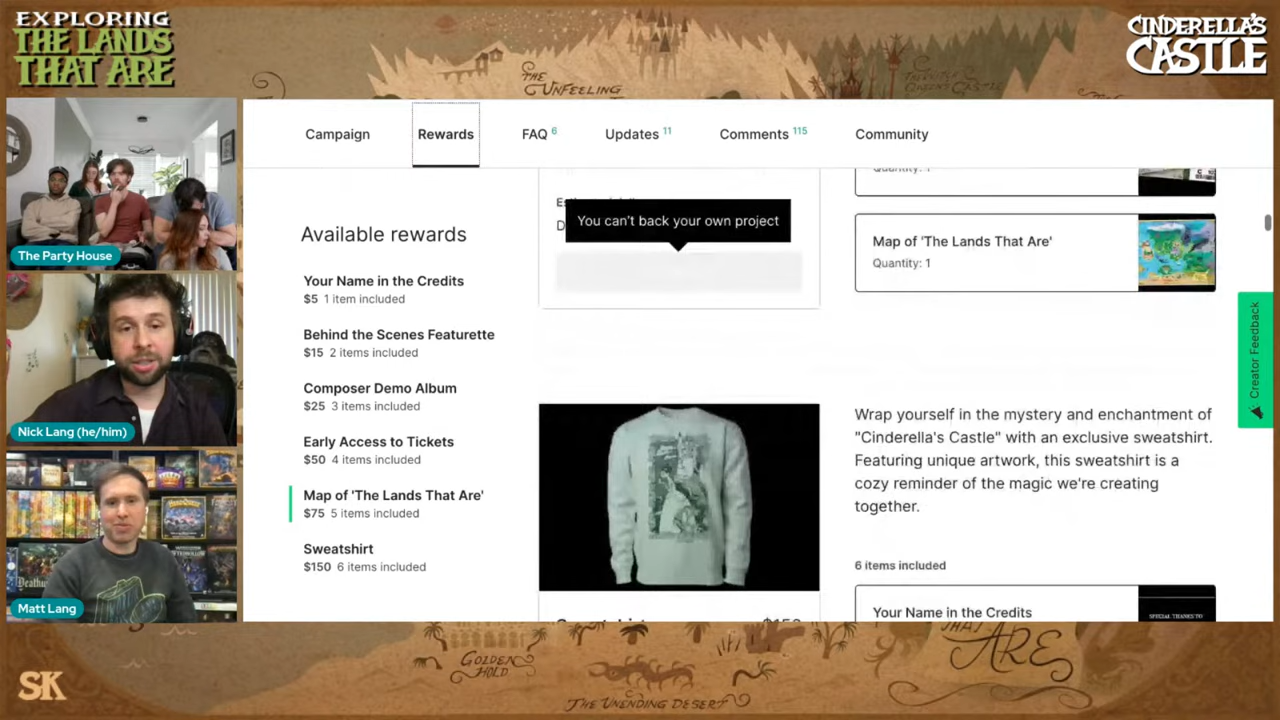 EXPLORING
THE LANDS
THAT ARE
THE
UNFEELING
CINDERELLA'S
CASTLE
Campaign
Rewards
FAQ 6
Updates 11
Comments 115
Community
Quantity: 1
You can't back your own project
Available rewards
Map of 'The Lands That Are'
Quantity: 1
Your Name in the Credits
$5 1 item included
Behind the Scenes Featurette
$15 2 items included
Composer Demo Album
$25 3 items included
Early Access to Tickets
$50 4 items included
Map of 'The Lands That Are'
$75 5 items included
Sweatshirt
$150 6 items included
Wrap yourself in the mystery and enchantment of
"Cinderella's Castle" with an exclusive sweatshirt.
Featuring unique artwork, this sweatshirt is a
cozy reminder of the magic we're creating
together.
6 items included
Your Name in the Credits
SPECIAL THANKS TO
Creator Feedback
The Party House
Nick Lang (he/him)
Matt Lang
SK
GOLDEN
HOLD
THE UNENDING DESERT
THAT
ARE